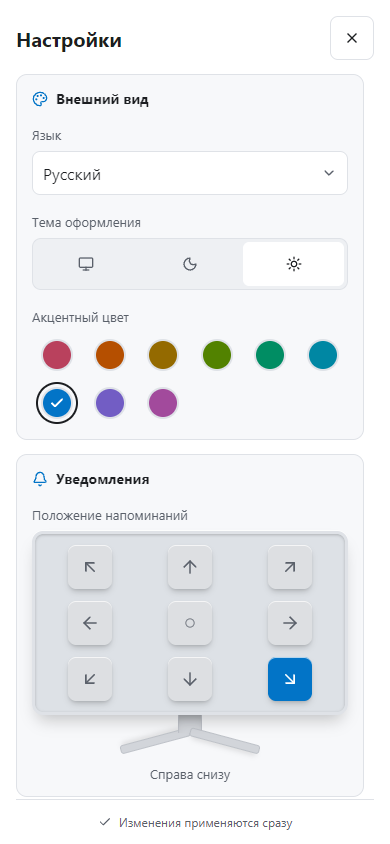 Настройки
Внешний вид
Язык
Русский
Тема оформления
Акцентный цвет
Уведомления
Положение напоминаний
Справа снизу
Изменения применяются сразу